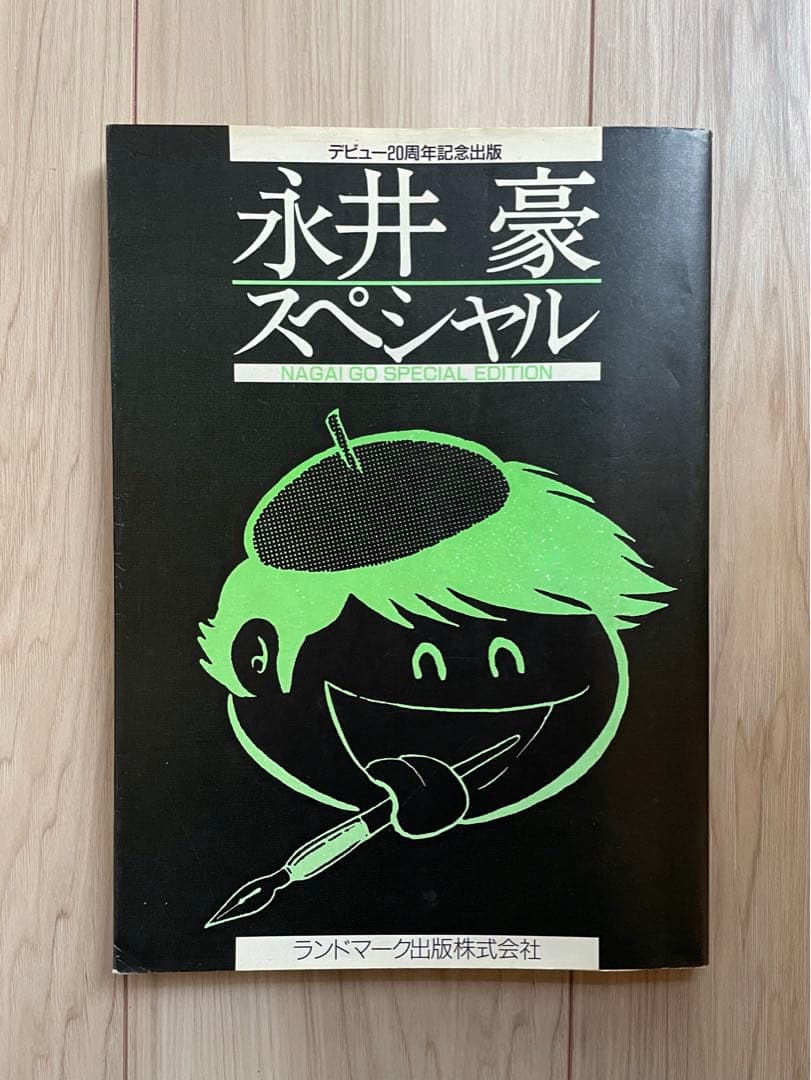 デビュー20周年記念出版
永井 豪
スペシャル
NAGAI GO SPECIAL EDITION
ランドマーク出版株式会社